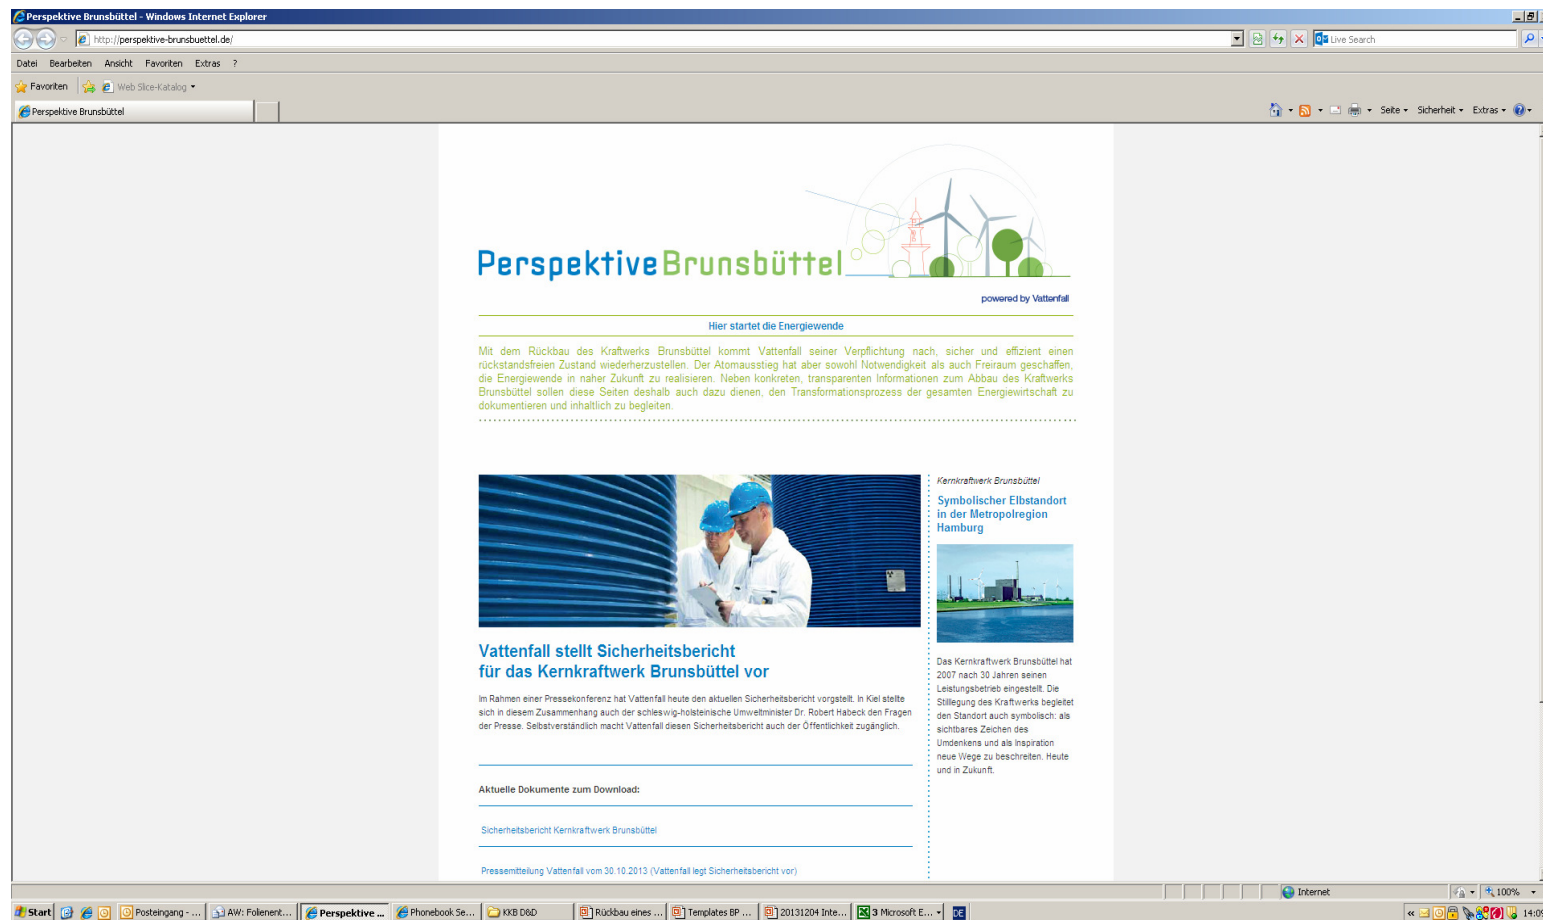 Perspektive Brunsbüttel - Windows Internet Explorer
http://perspektive-brunsbuettel.de/
Live Search
Datei Bearbeiten Ansicht Favoriten Extras ?
Favoriten Web Slice-Katalog
Perspektive Brunsbüttel
Seite Sicherheit Extras
PerspektiveBrunsbüttel
powered by Vattenfall
Hier startet die Energiewende
Mit dem Rückbau des Kraftwerks Brunsbüttel kommt Vattenfall seiner Verpflichtung nach, sicher und effizient einen
rückstandsfreien Zustand wiederherzustellen. Der Atomausstieg hat aber sowohl Notwendigkeit als auch Freiraum geschaffen,
die Energiewende in naher Zukunft zu realisieren. Neben konkreten, transparenten Informationen zum Abbau des Kraftwerks
Brunsbüttel sollen diese Seiten deshalb auch dazu dienen, den Transformationsprozess der gesamten Energiewirtschaft zu
dokumentieren und inhaltlich zu begleiten.
Vattenfall stellt Sicherheitsbericht
für das Kernkraftwerk Brunsbüttel vor
Im Rahmen einer Pressekonferenz hat Vattenfall heute den aktuellen Sicherheitsbericht vorgstellt. In Kiel stellte
sich in diesem Zusammenhang auch der schleswig-holsteinische Umweltminister Dr. Robert Habeck den Fragen
der Presse. Selbstverständlich macht Vattenfall diesen Sicherheitsbericht auch der Öffentlichkeit zugänglich.
Aktuelle Dokumente zum Download:
Sicherheitsbericht Kernkraftwerk Brunsbüttel
Pressemitteilung Vattenfall vom 30.10.2013 (Vattenfall legt Sicherheitsbericht vor)
Kernkraftwerk Brunsbüttel
Symbolischer Elbstandort
in der Metropolregion
Hamburg
Das Kernkraftwerk Brunsbüttel hat
2007 nach 30 Jahren seinen
Leistungsbetrieb eingestellt. Die
Stillegung des Kraftwerks begleitet
den Standort auch symbolisch: als
sichtbares Zeichen des
Umdenkens und als Inspiration
neue Wege zu beschreiten. Heute
und in Zukunft.
Internet 100%
Start Posteingang - ... AW: Folienent... Perspektive ... Phonebook Se... KKB D&D Rückbau eines ... Templates BP ... 20131204 Inte... 3 Microsoft E... DE 14:05